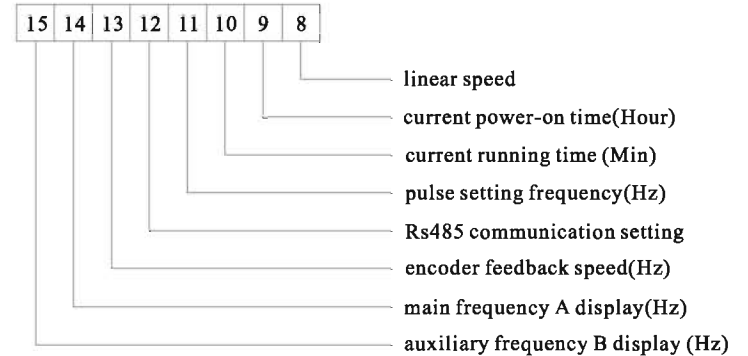 15 14 13 12 11 10 9 8
linear speed
current power-on time(Hour)
current running time (Min)
pulse setting frequency(Hz)
Rs485 communication setting
encoder feedback speed(Hz)
main frequency A display(Hz)
auxiliary frequency B display (Hz)